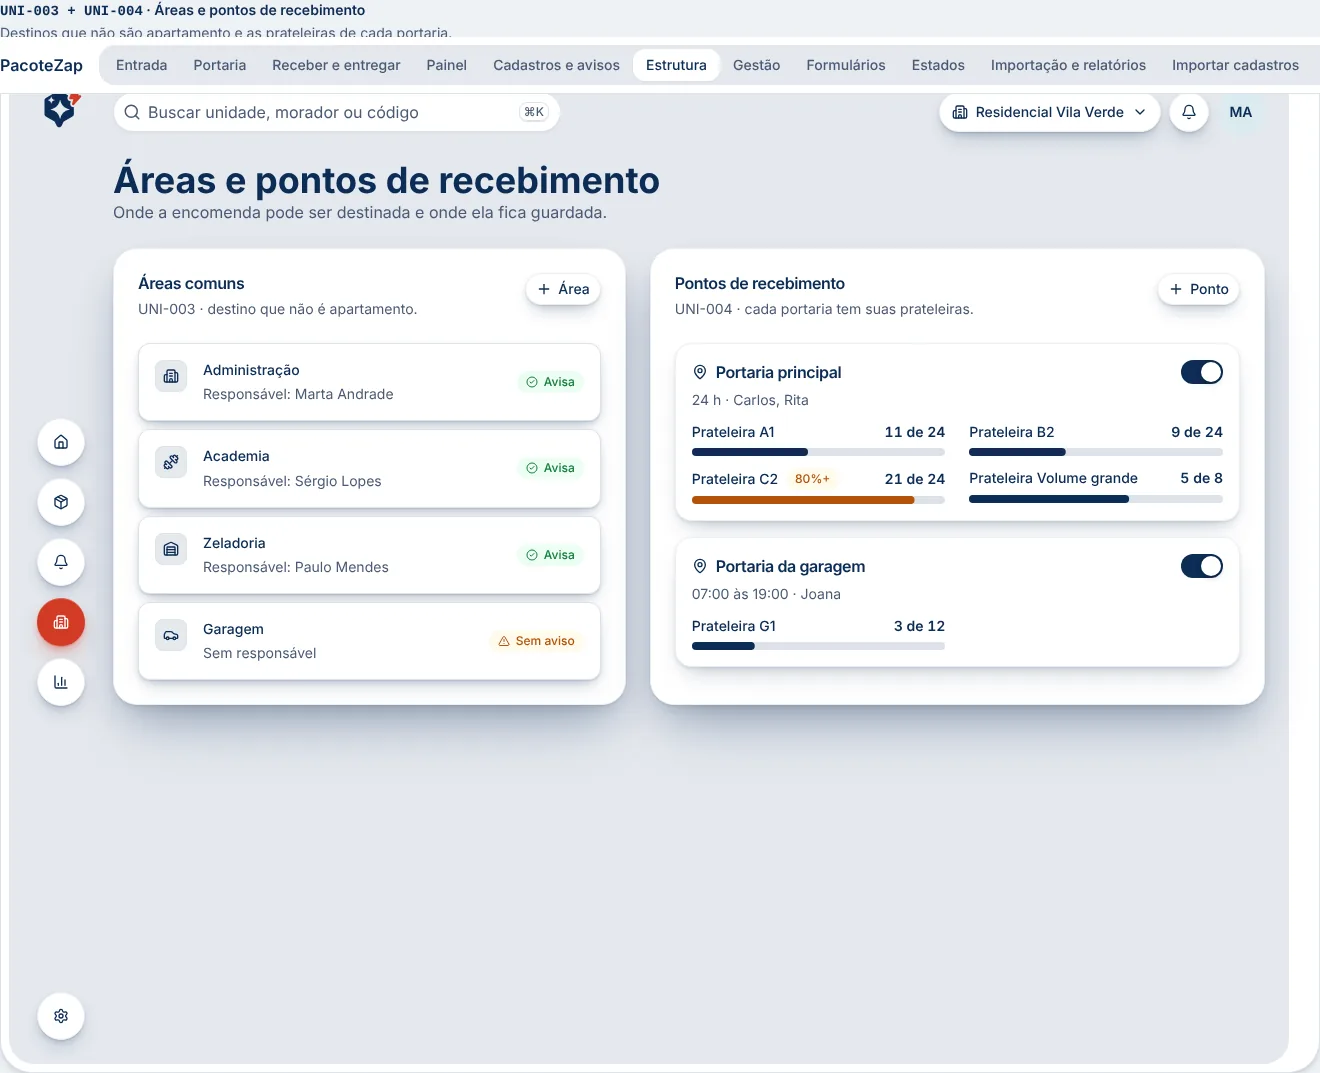 UNI-003 + UNI-004 · Áreas e pontos de recebimento
Destinos que não são apartamento e as prateleiras de cada portaria.
PacoteZap
Entrada
Portaria
Receber e entregar
Painel
Cadastros e avisos
Estrutura
Gestão
Formulários
Estados
Importação e relatórios
Importar cadastros
Buscar unidade, morador ou código
⌘K
Residencial Vila Verde
MA
Áreas e pontos de recebimento
Onde a encomenda pode ser destinada e onde ela fica guardada.
Áreas comuns
UNI-003 · destino que não é apartamento.
+ Área
Administração
Responsável: Marta Andrade
Avisa
Academia
Responsável: Sérgio Lopes
Avisa
Zeladoria
Responsável: Paulo Mendes
Avisa
Garagem
Sem responsável
Sem aviso
Pontos de recebimento
UNI-004 · cada portaria tem suas prateleiras.
+ Ponto
Portaria principal
24 h · Carlos, Rita
Prateleira A1 11 de 24
Prateleira B2 9 de 24
Prateleira C2 80%+ 21 de 24
Prateleira Volume grande 5 de 8
Portaria da garagem
07:00 às 19:00 · Joana
Prateleira G1 3 de 12